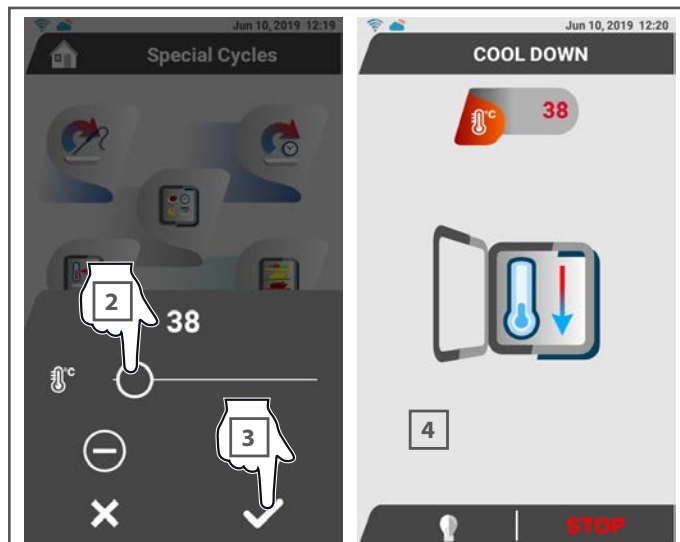 Jun 10, 2019 12:19
Special Cycles
2
38
°C
3
Jun 10, 2019 12:20
COOL DOWN
°C
38
4
STOP